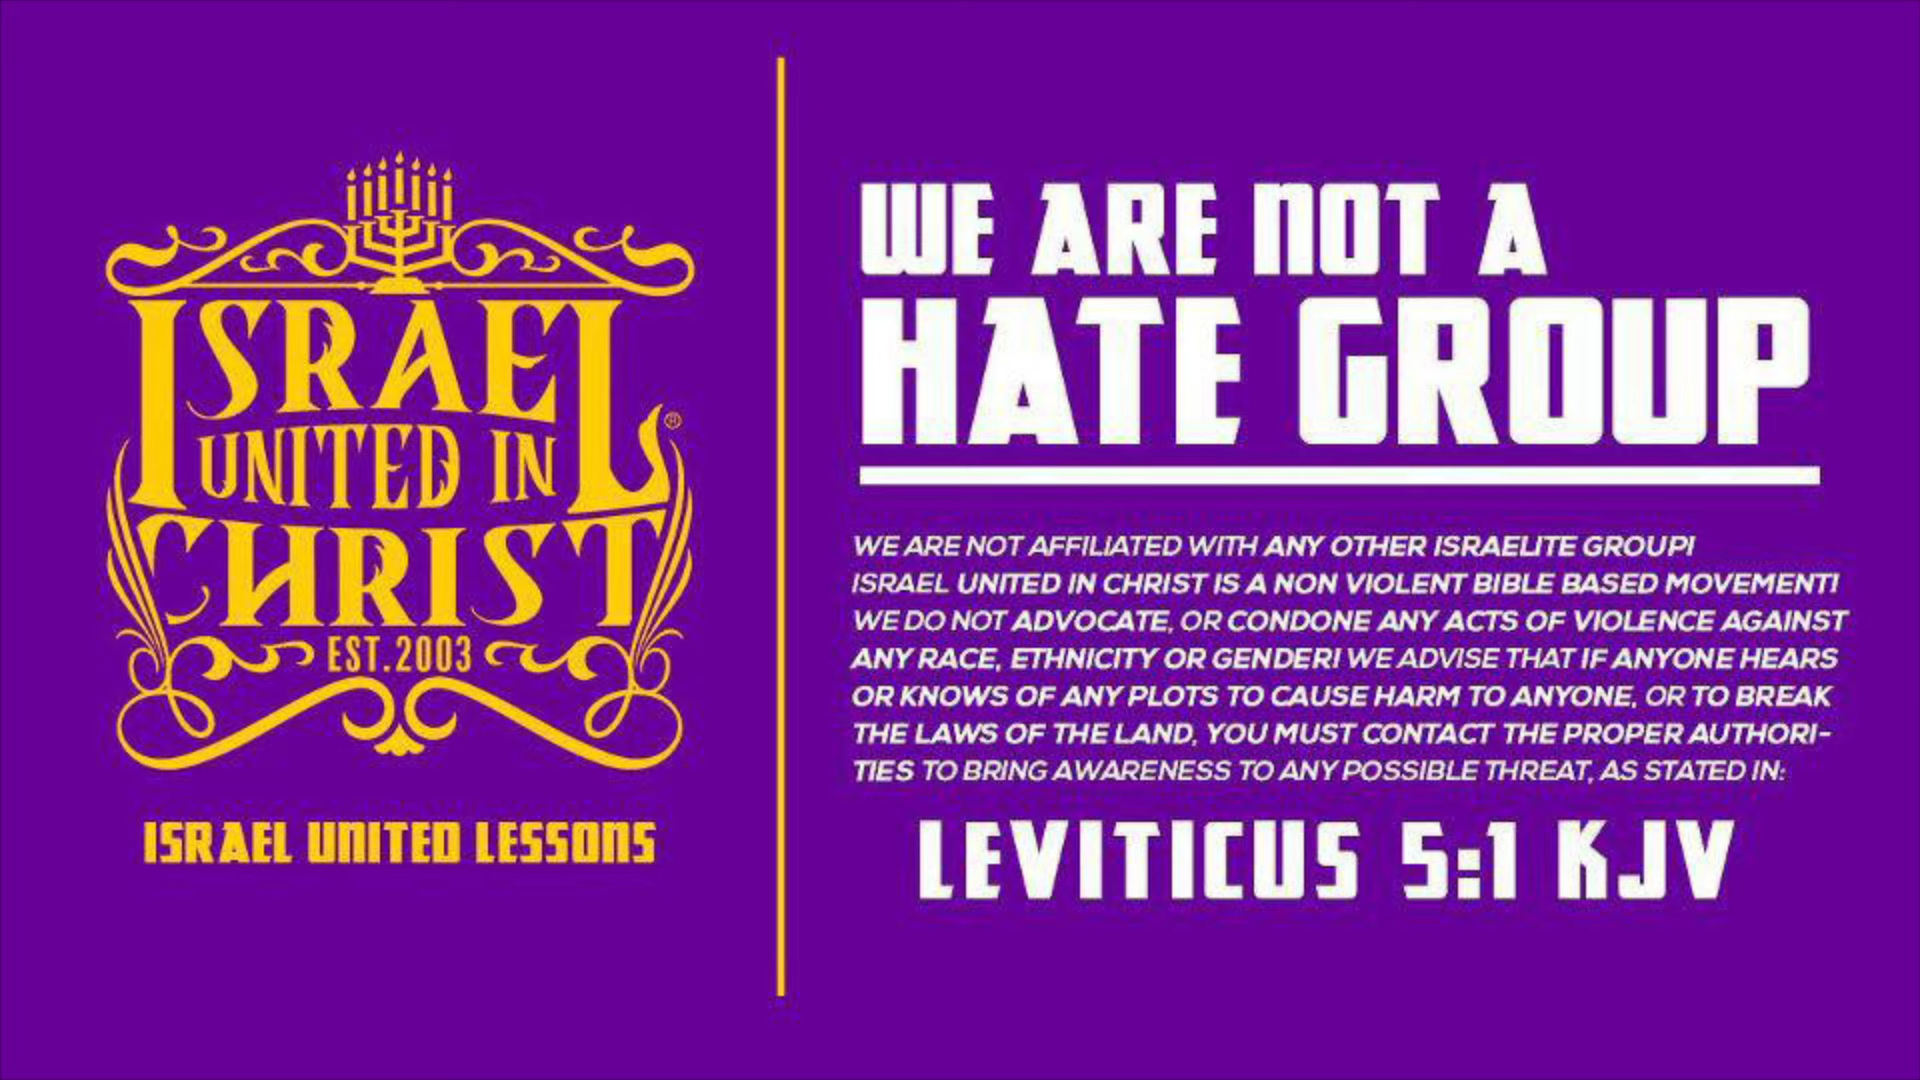 ISRAEL
UNITED IN
CHRIST
®
EST.2003
ISRAEL UNITED LESSONS
WE ARE NOT A
HATE GROUP
WE ARE NOT AFFILIATED WITH ANY OTHER ISRAELITE GROUP!
ISRAEL UNITED IN CHRIST IS A NON VIOLENT BIBLE BASED MOVEMENT!
WE DO NOT ADVOCATE, OR CONDONE ANY ACTS OF VIOLENCE AGAINST
ANY RACE, ETHNICITY OR GENDER! WE ADVISE THAT IF ANYONE HEARS
OR KNOWS OF ANY PLOTS TO CAUSE HARM TO ANYONE, OR TO BREAK
THE LAWS OF THE LAND, YOU MUST CONTACT THE PROPER AUTHORI-
TIES TO BRING AWARENESS TO ANY POSSIBLE THREAT, AS STATED IN:
LEVITICUS 5:1 KJV